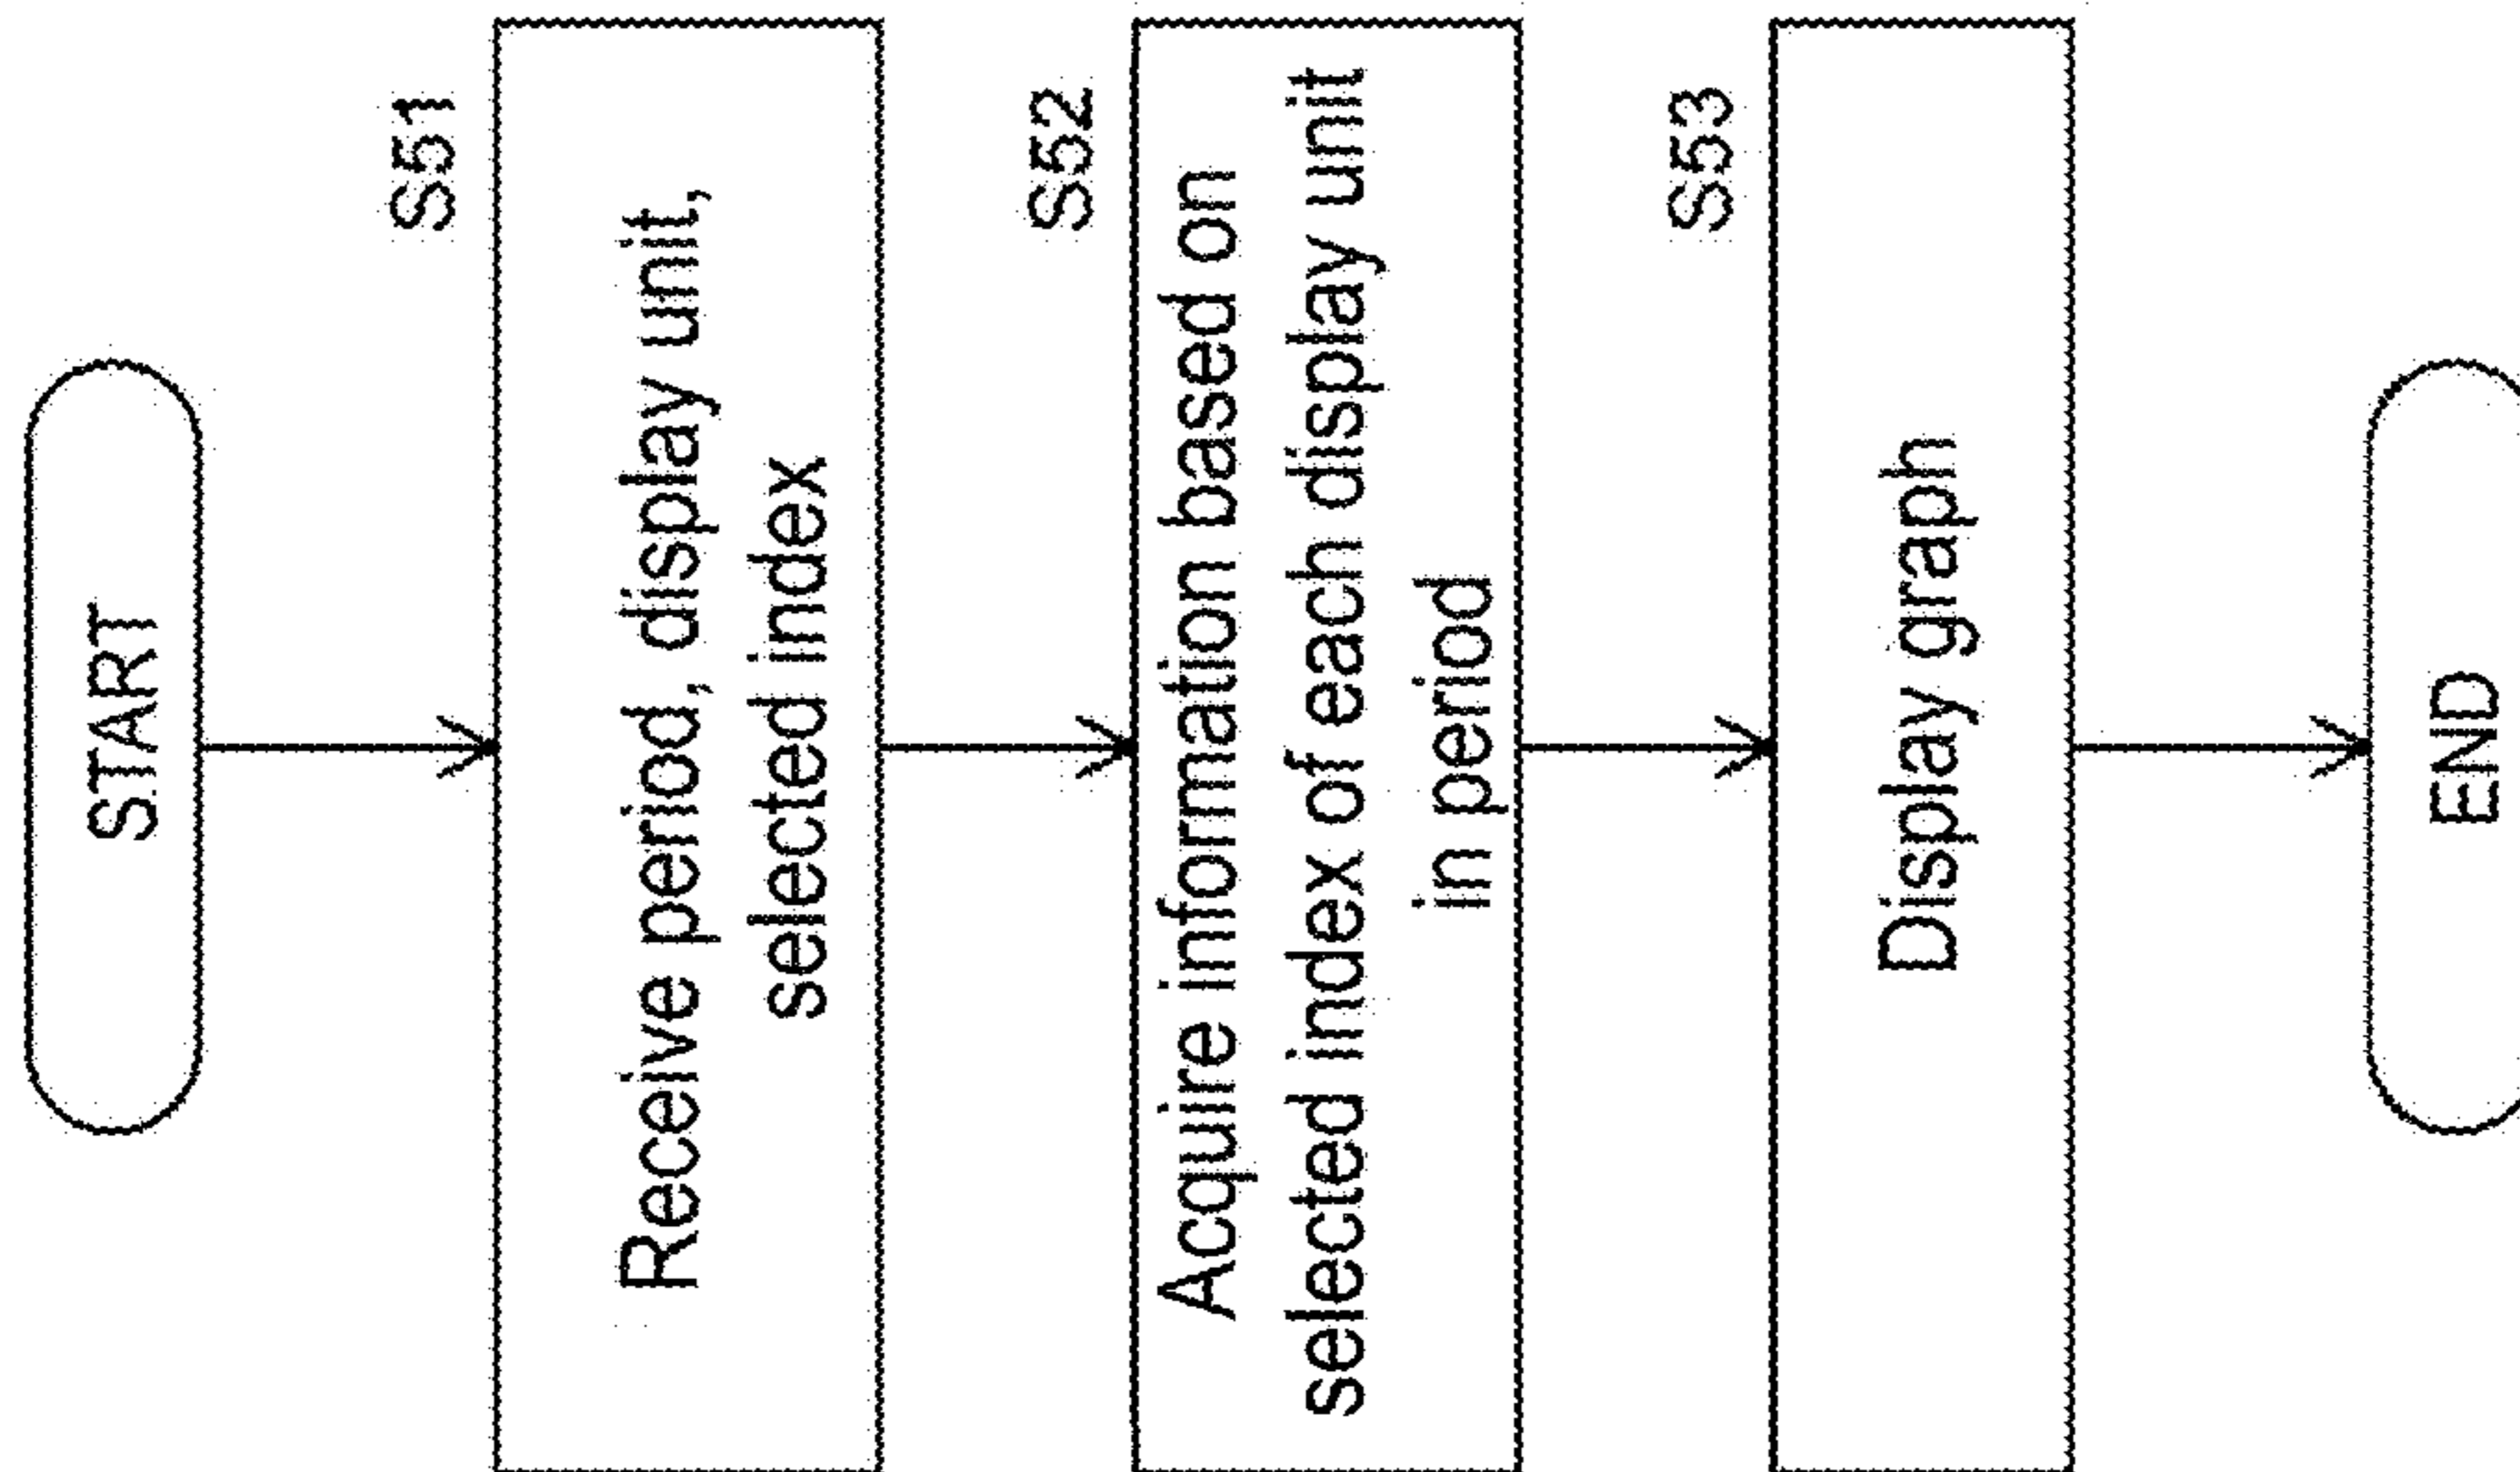 START
S51
Receive period, display unit,
selected index
S52
Acquire information based on
selected index of each display unit
in period
S53
Display graph
END